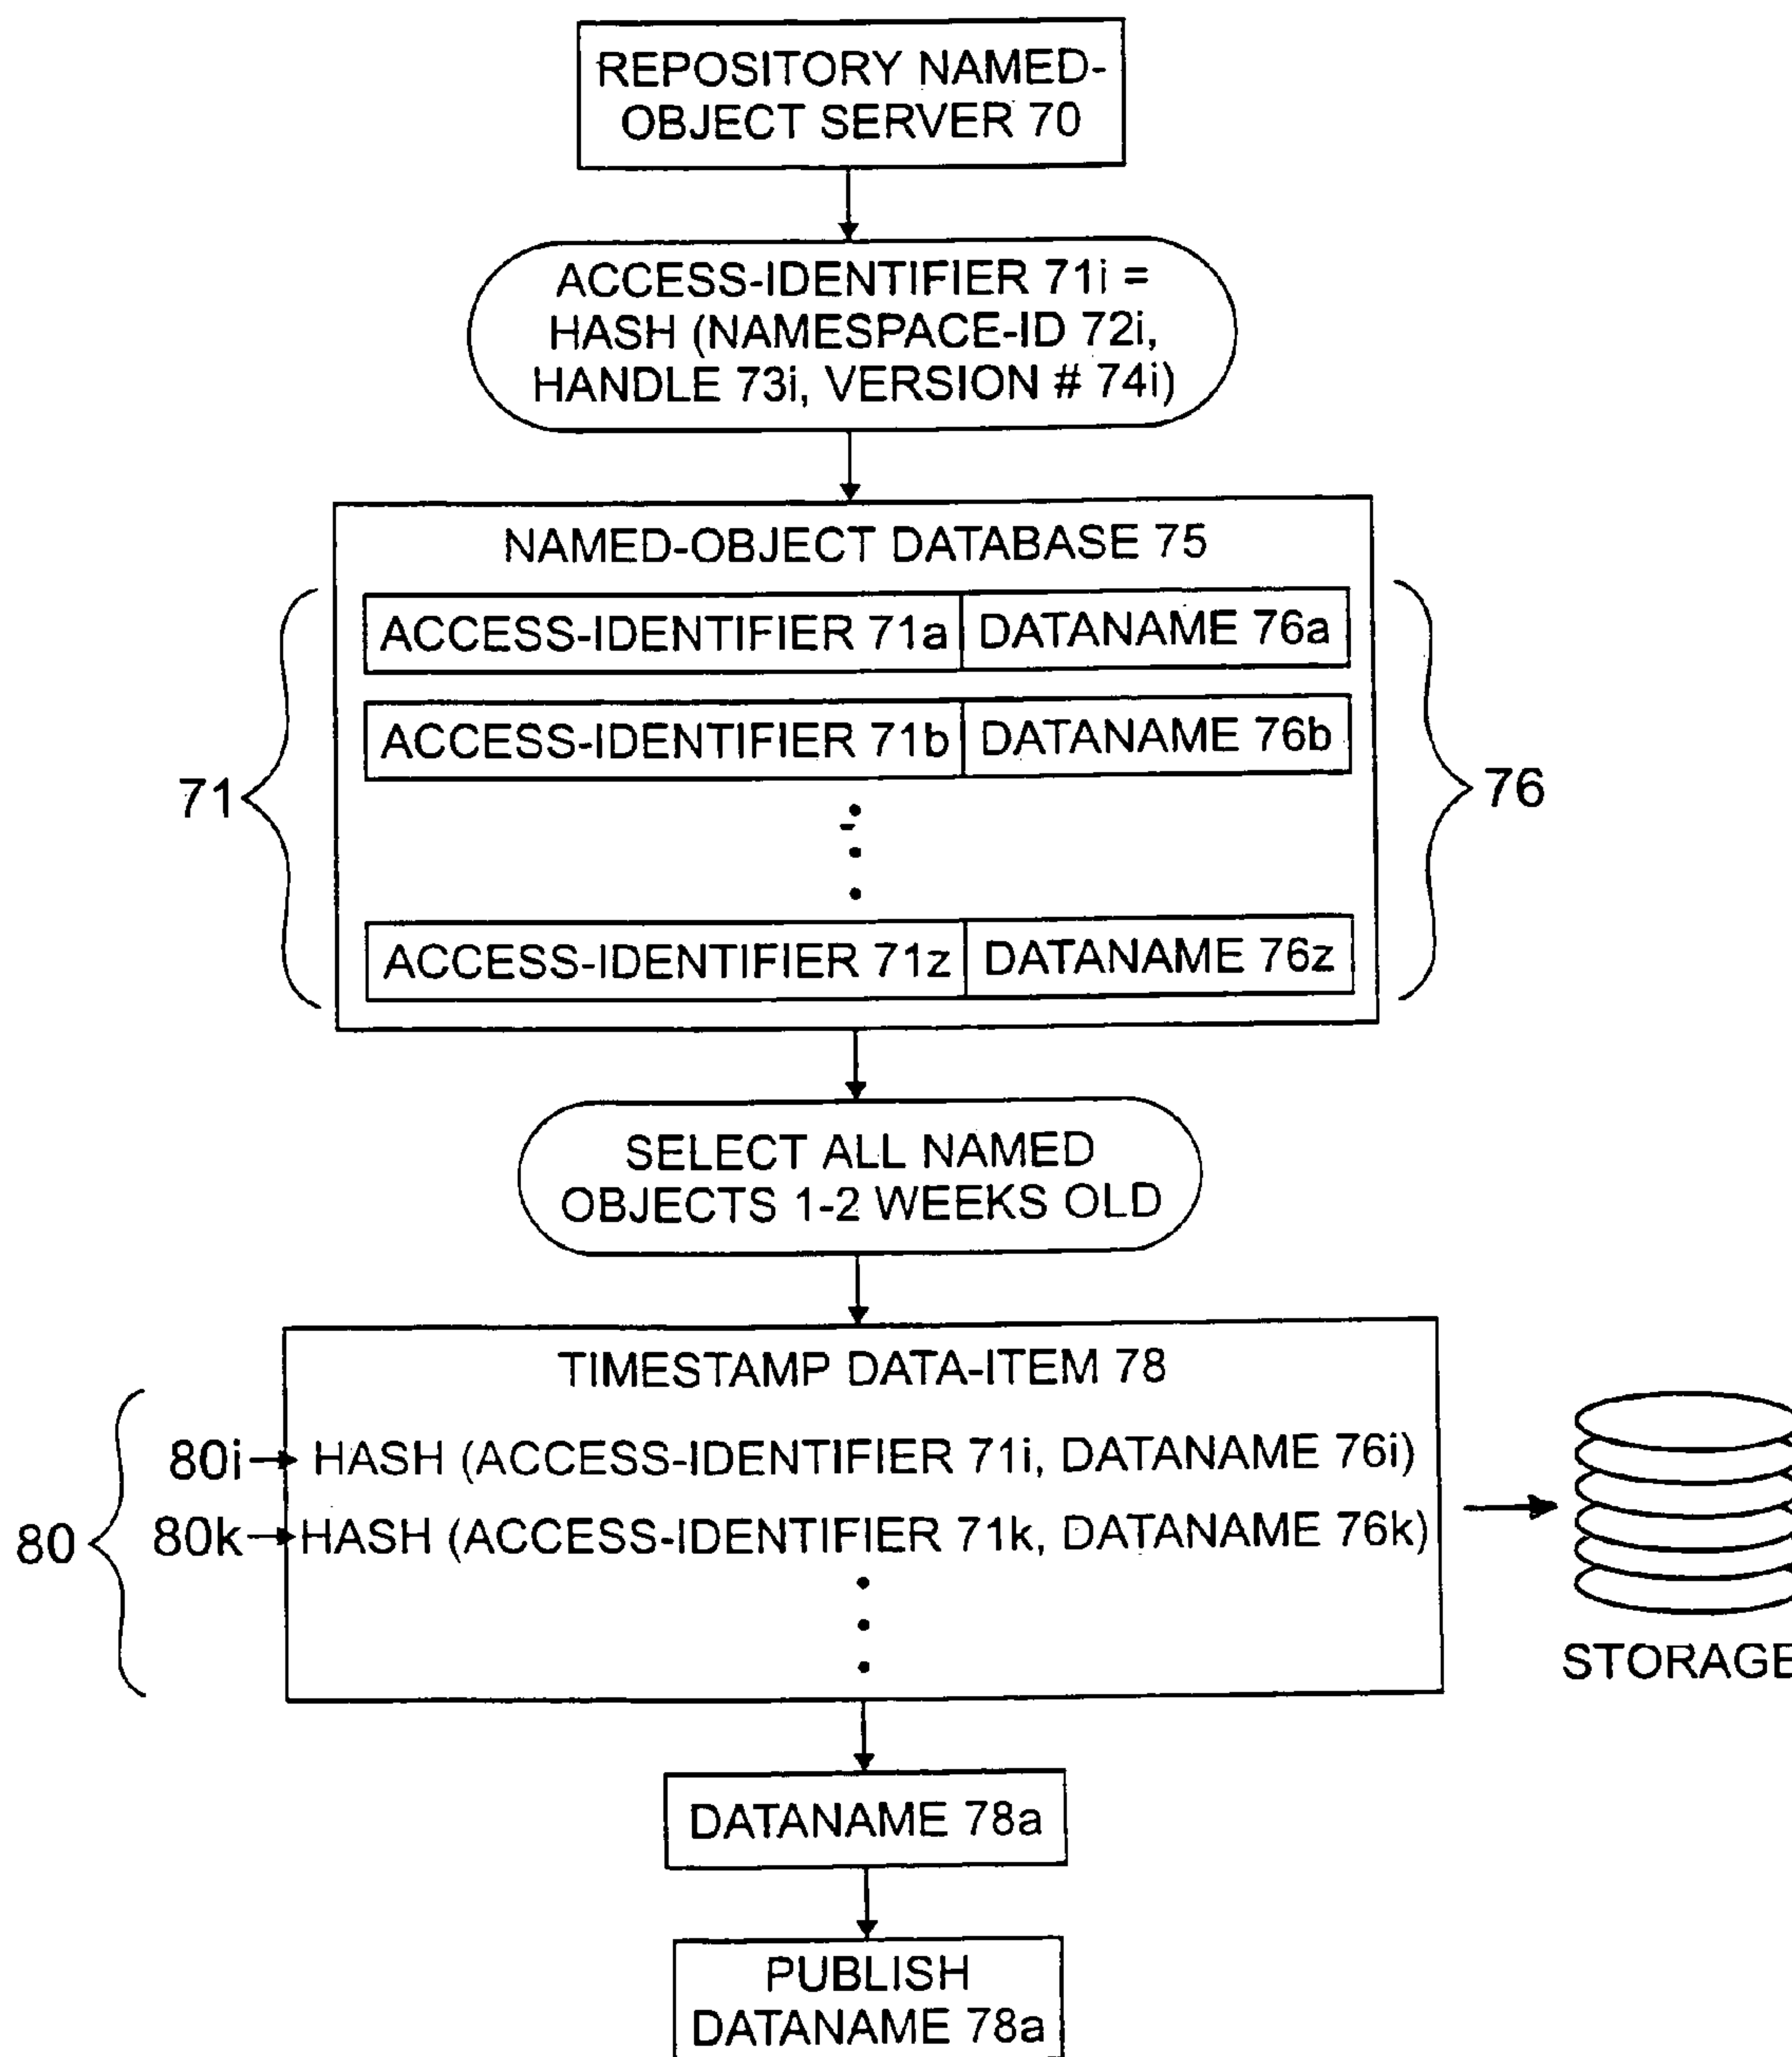 REPOSITORY NAMED-
OBJECT SERVER 70
ACCESS-IDENTIFIER 71i =
HASH (NAMESPACE-ID 72i,
HANDLE 73i, VERSION # 74i)
NAMED-OBJECT DATABASE 75
ACCESS-IDENTIFIER 71a DATANAME 76a
ACCESS-IDENTIFIER 71b DATANAME 76b
71
76
ACCESS-IDENTIFIER 71z DATANAME 76z
SELECT ALL NAMED
OBJECTS 1-2 WEEKS OLD
TIMESTAMP DATA-ITEM 78
80i HASH (ACCESS-IDENTIFIER 71i, DATANAME 76i)
80k HASH (ACCESS-IDENTIFIER 71k, DATANAME 76k)
80
STORAGE
DATANAME 78a
PUBLISH
DATANAME 78a